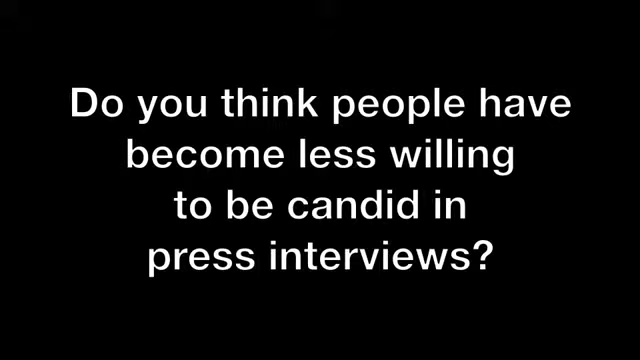 Do you think people have
become less willing
to be candid in
press interviews?